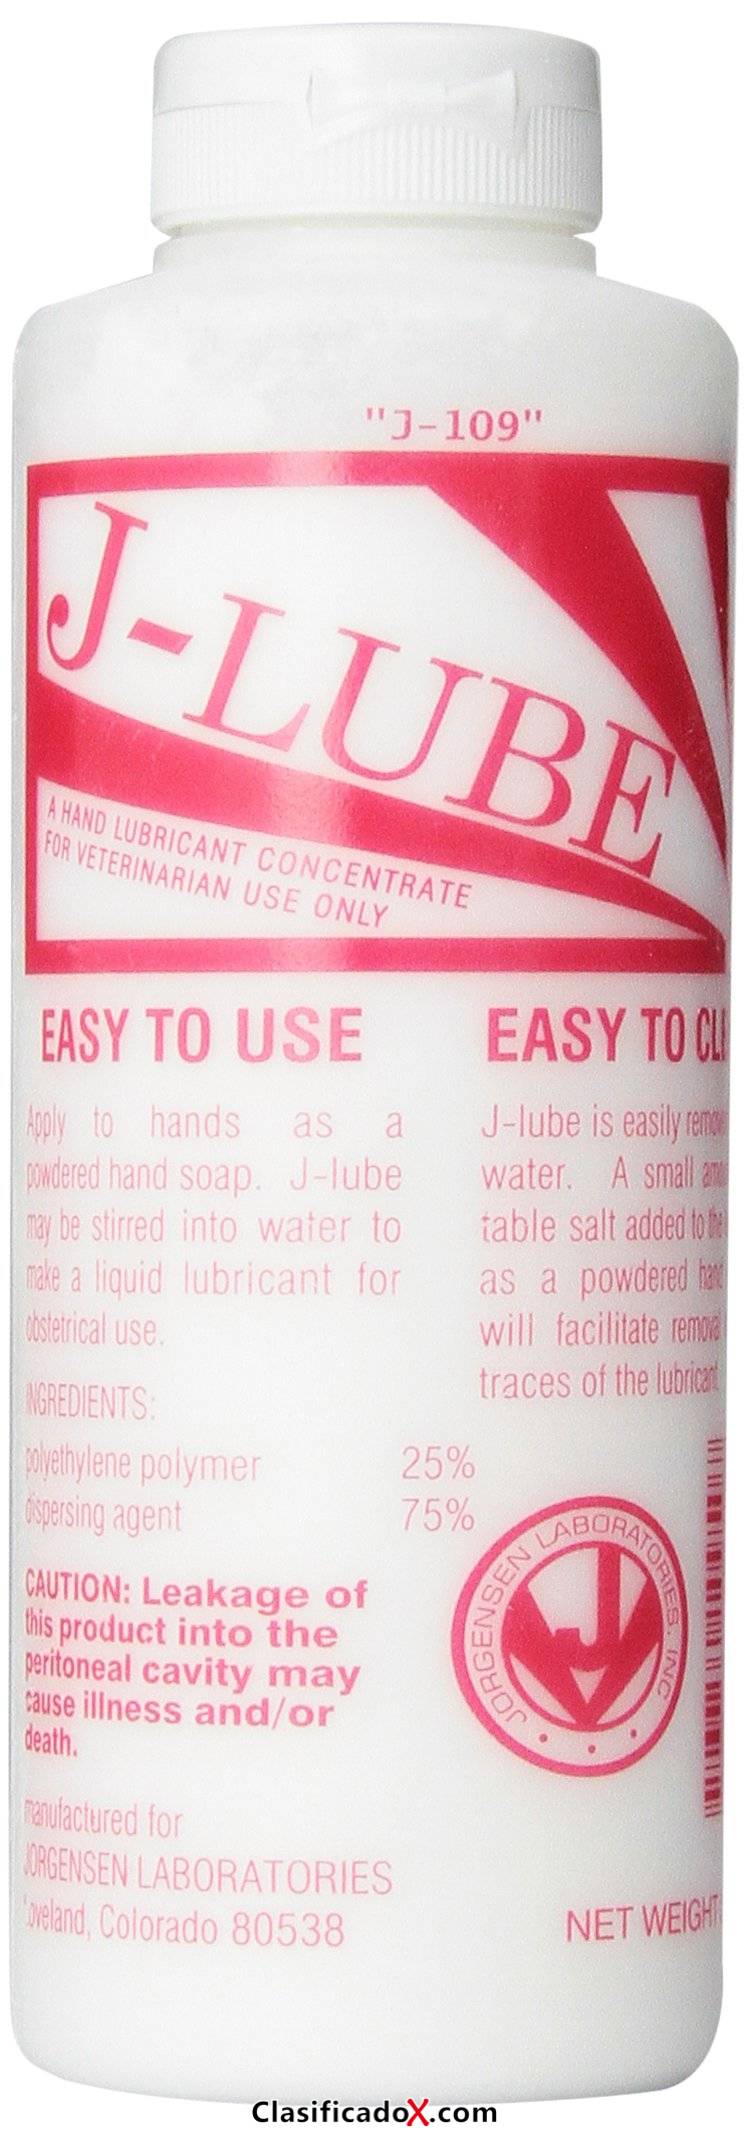 "J-109"
J-LUBE
A HAND LUBRICANT CONCENTRATE
FOR VETERINARIAN USE ONLY
EASY TO USE
Apply to hands as a
powdered hand soap. J-lube
may be stirred into water to
make a liquid lubricant for
obstetrical use.
INGREDIENTS:
polyethylene polymer 25%
dispersing agent 75%
CAUTION: Leakage of
this product into the
peritoneal cavity may
cause illness and/or
death.
manufactured for
JORGENSEN LABORATORIES
Loveland, Colorado 80538
EASY TO
J-lube is easily
water. A small
table salt added to the
as a powdered hand
will facilitate removal
traces of the lubricant.
JORGENSEN LABORATORIES, INC
J
NET WEIGHT
ClasificadoX.com